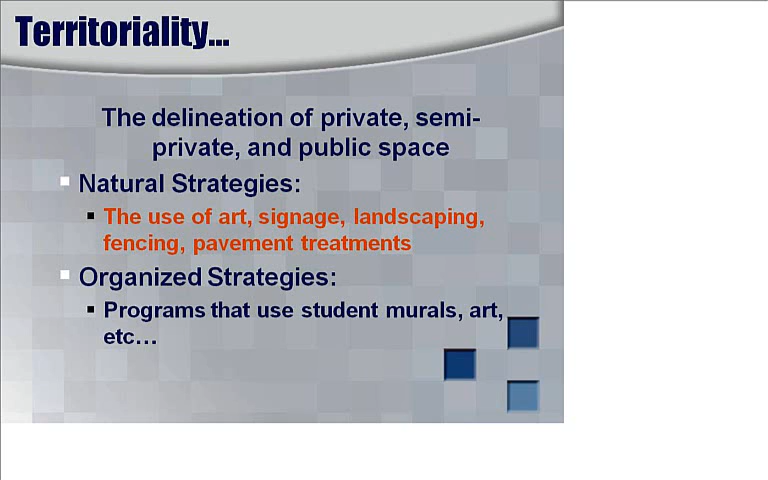 Territoriality...
The delineation of private, semi-
private, and public space
Natural Strategies:
The use of art, signage, landscaping,
fencing, pavement treatments
Organized Strategies:
Programs that use student murals, art,
etc…